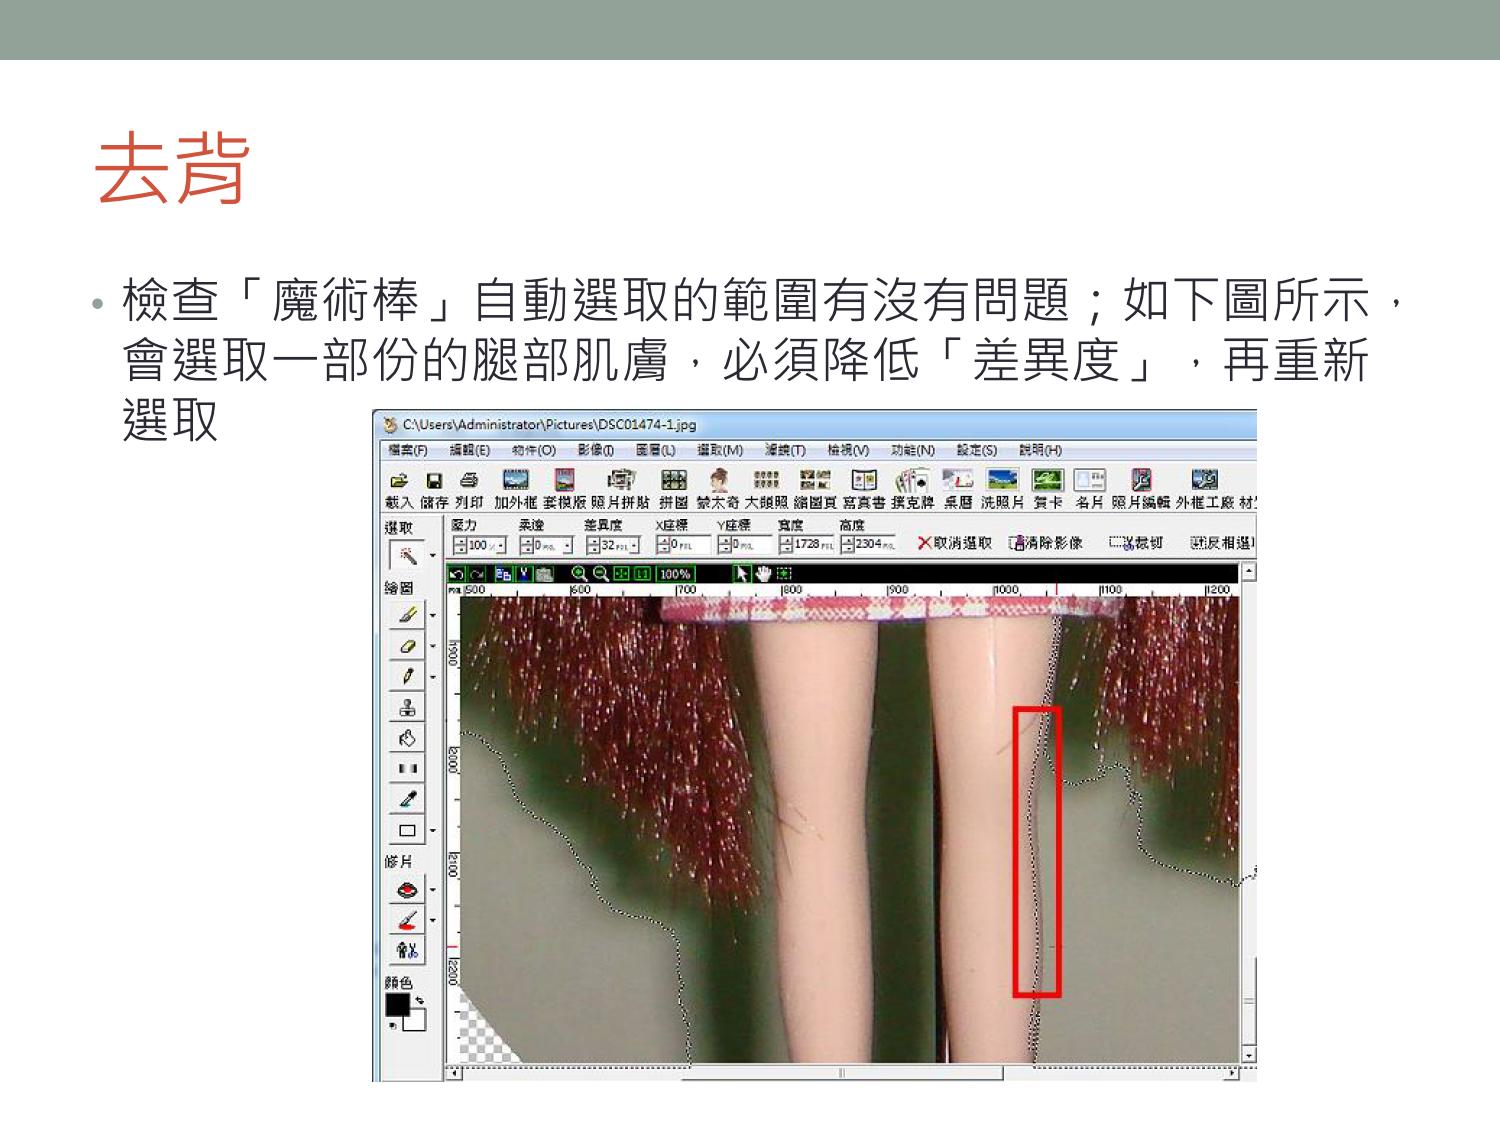 去背
• 檢查「魔術棒」自動選取的範圍有沒有問題；如下圖所示，
會選取一部份的腿部肌膚，必須降低「差異度」，再重新
選取
C:\Users\Administrator\Pictures\DSC01474-1.jpg
檔案(F) 編輯(E) 物件(O) 影像(I) 圖層(L) 選取(M) 濾鏡(T) 檢視(V) 功能(N) 設定(S) 說明(H)
載入 儲存 列印 加外框 套模版 照片拼貼 拼圖 蒙太奇 大頭照 縮圖頁 寫真書 撲克牌 桌曆 洗照片 賀卡 名片 照片編輯 外框工廠
選取 壓力 柔邊 差異度 X座標 Y座標 寬度 高度
100 % 0 PIXL 32 PIXL 0 PIXL 0 PIXL 1728 PIXL 2304 PIXL 取消選取 清除影像 裁切 反相選
100%
繪圖
500 600 700 800 900 1000 1100 1200
1900
2000
2100
修片
2200
顏色